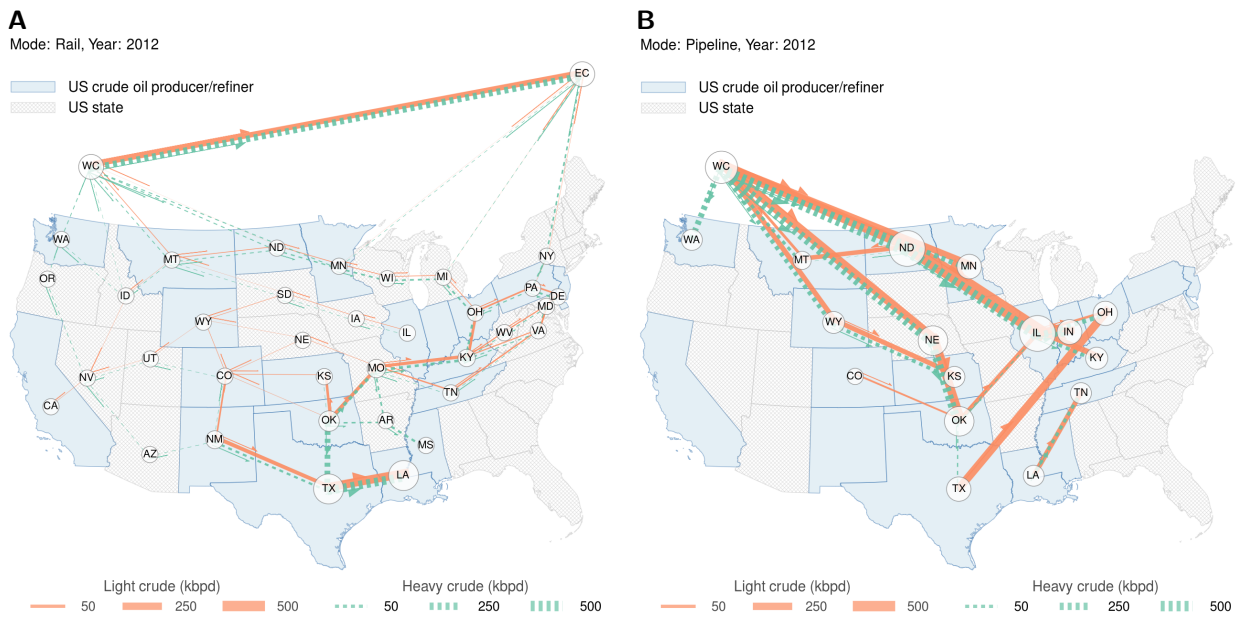 A
Mode: Rail, Year: 2012
US crude oil producer/refiner
US state
EC
WC
WA
OR
ID
MT
ND
MN
WI
MI
NY
PA
DE
MD
OH
VA
WV
KY
SD
IA
IL
WY
NE
UT
CO
KS
MO
TN
NV
CA
OK
AR
MS
NM
AZ
TX
LA
Light crude (kbpd)
50 250 500
Heavy crude (kbpd)
50 250 500
B
Mode: Pipeline, Year: 2012
US crude oil producer/refiner
US state
WC
WA
MT
ND
MN
WY
NE
IL
IN
OH
KY
CO
KS
TN
OK
LA
TX
Light crude (kbpd)
50 250 500
Heavy crude (kbpd)
50 250 500